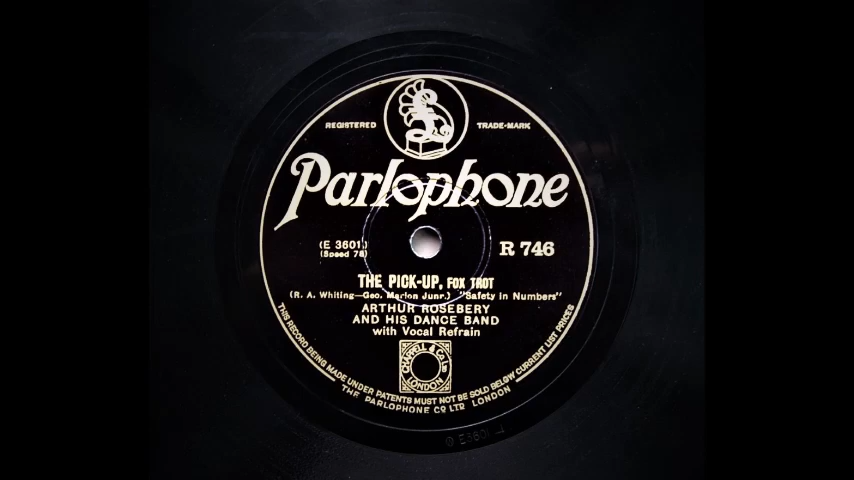 REGISTERED TRADE-MARK
Parlophone
(E 3601)
(Speed 78)
R 746
THE PICK-UP, FOX TROT
(R. A. Whiting—Geo. Marion Junr.) "Safety in Numbers"
ARTHUR ROSEBERY
AND HIS DANCE BAND
with Vocal Refrain
CHAPPELL & Co. Ltd
LONDON
THIS RECORD BEING MADE UNDER PATENTS MUST NOT BE SOLD BELOW CURRENT LIST PRICES
THE PARLOPHONE CO LTD LONDON
E3601